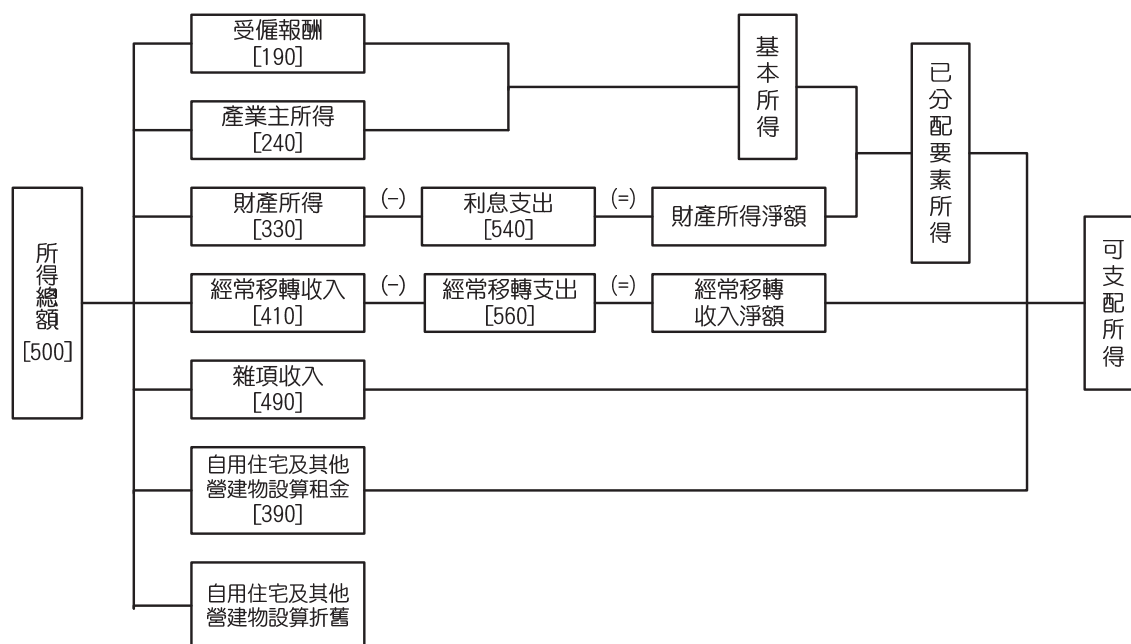 所得總額
[500]
受僱報酬
[190]
產業主所得
[240]
財產所得
[330]
(-)
利息支出
[540]
(=)
財產所得淨額
經常移轉收入
[410]
(-)
經常移轉支出
[560]
(=)
經常移轉
收入淨額
雜項收入
[490]
自用住宅及其他
營建物設算租金
[390]
自用住宅及其他
營建物設算折舊
基本所得
已分配要素所得
可支配所得